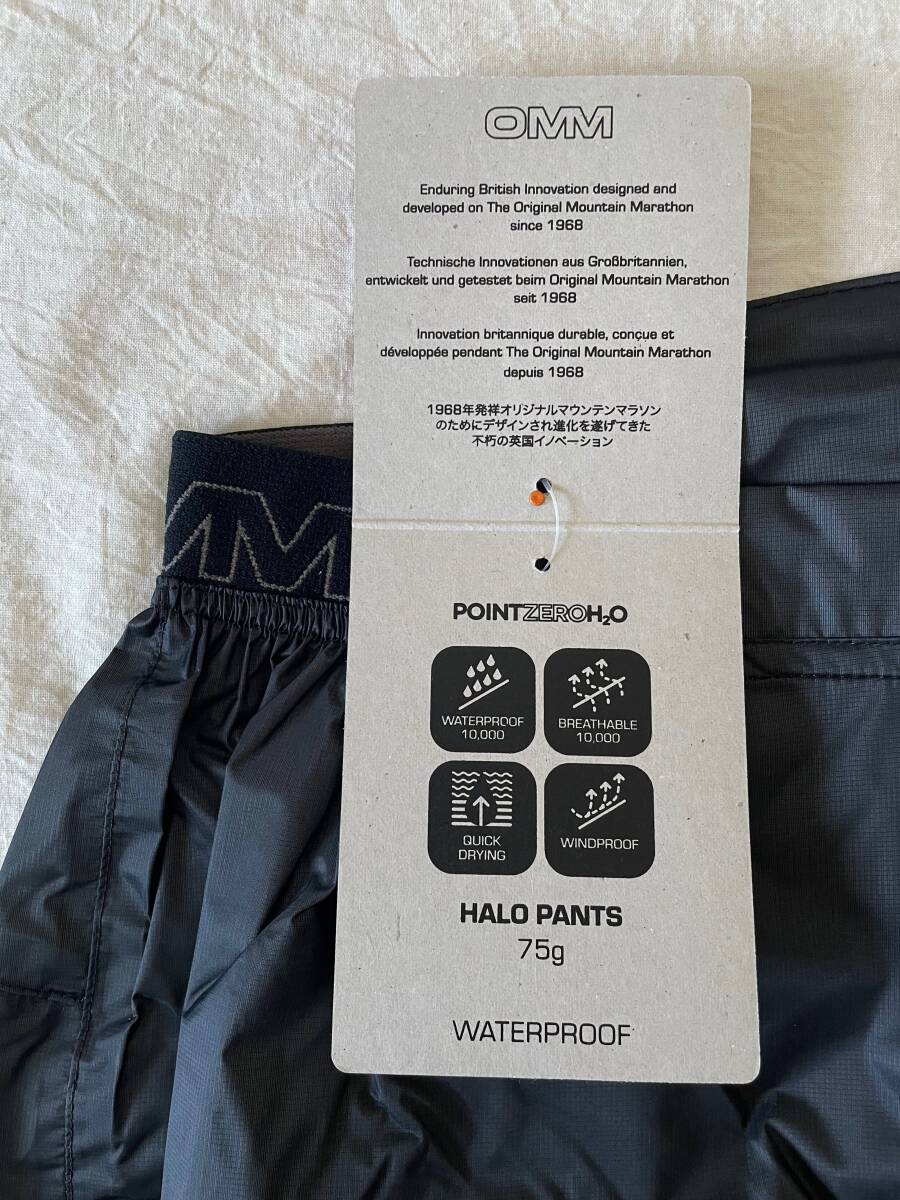 OMM
Enduring British Innovation designed and
developed on The Original Mountain Marathon
since 1968
Technische Innovationen aus Großbritannien,
entwickelt und getestet beim Original Mountain Marathon
seit 1968
Innovation britannique durable, conçue et
développée pendant The Original Mountain Marathon
depuis 1968
1968年発祥オリジナルマウンテンマラソン
のためにデザインされ進化を遂げてきた
不朽の英国イノベーション
MM
POINTZEROH₂O
WATERPROOF
10,000
BREATHABLE
10,000
QUICK
DRYING
WINDPROOF
HALO PANTS
75g
WATERPROOF